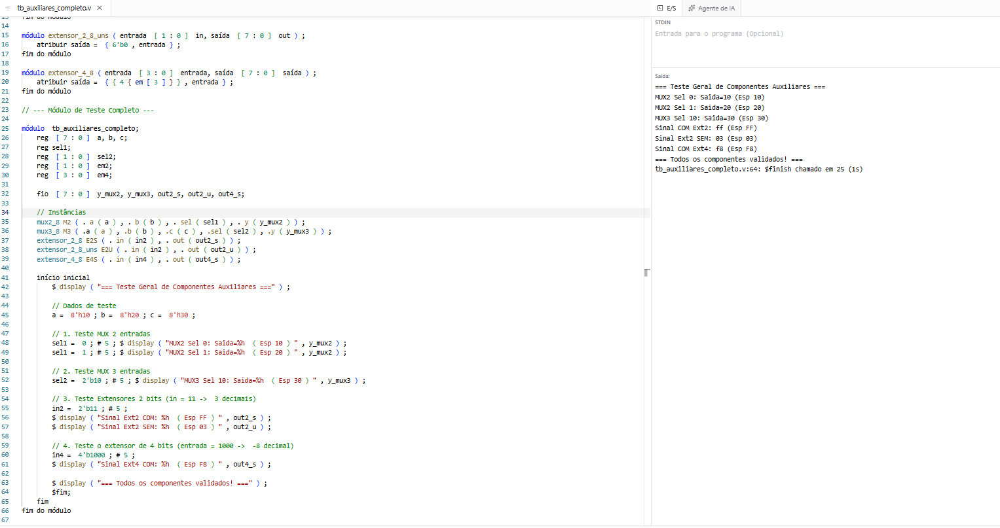 tb_auxiliares_completo.v ×
E/S
Agente de IA
13 fim do módulo
14
15 módulo extensor_2_8_uns ( entrada [ 1 : 0 ] in, saída [ 7 : 0 ] out ) ;
16 atribuir saída = { 6'b0 , entrada } ;
17 fim do módulo
18
19 módulo extensor_4_8 ( entrada [ 3 : 0 ] entrada, saída [ 7 : 0 ] saída ) ;
20 atribuir saída = { { 4 { em [ 3 ] } } , entrada } ;
21 fim do módulo
22
23 // --- Módulo de Teste Completo ---
24
25 módulo tb_auxiliares_completo;
26 reg [ 7 : 0 ] a, b, c;
27 reg sel1;
28 reg [ 1 : 0 ] sel2;
29 reg [ 1 : 0 ] em2;
30 reg [ 3 : 0 ] em4;
31
32 fio [ 7 : 0 ] y_mux2, y_mux3, out2_s, out2_u, out4_s;
33
34 // Instâncias
35 mux2_8 M2 ( . a ( a ) , . b ( b ) , . sel ( sel1 ) , . y ( y_mux2 ) ) ;
36 mux3_8 M3 ( .a ( a ) , .b ( b ) , .c ( c ) , .sel ( sel2 ) , .y ( y_mux3 ) ) ;
37 extensor_2_8 E2S ( . in ( in2 ) , . out ( out2_s ) ) ;
38 extensor_2_8_uns E2U ( . in ( in2 ) , . out ( out2_u ) ) ;
39 extensor_4_8 E4S ( . in ( in4 ) , . out ( out4_s ) ) ;
40
41 início inicial
42 $ display ( "=== Teste Geral de Componentes Auxiliares ===" ) ;
43
44 // Dados de teste
45 a = 8'h10 ; b = 8'h20 ; c = 8'h30 ;
46
47 // 1. Teste MUX 2 entradas
48 sel1 = 0 ; # 5 ; $ display ( "MUX2 Sel 0: Saida=%h ( Esp 10 ) " , y_mux2 ) ;
49 sel1 = 1 ; # 5 ; $ display ( "MUX2 Sel 1: Saida=%h ( Esp 20 ) " , y_mux2 ) ;
50
51 // 2. Teste MUX 3 entradas
52 sel2 = 2'b10 ; # 5 ; $ display ( "MUX3 Sel 10: Saida=%h ( Esp 30 ) " , y_mux3 ) ;
53
54 // 3. Teste Extensores 2 bits (in = 11 -> 3 decimais)
55 in2 = 2'b11 ; # 5 ;
56 $ display ( "Sinal Ext2 COM: %h ( Esp FF ) " , out2_s ) ;
57 $ display ( "Sinal Ext2 SEM: %h ( Esp 03 ) " , out2_u ) ;
58
59 // 4. Teste o extensor de 4 bits (entrada = 1000 -> -8 decimal)
60 in4 = 4'b1000 ; # 5 ;
61 $ display ( "Sinal Ext4 COM: %h ( Esp F8 ) " , out4_s ) ;
62
63 $ display ( "=== Todos os componentes validados! ===" ) ;
64 $fim;
65 fim
66 fim do módulo
67
STDIN
Entrada para o programa (Opcional)
Saída:
=== Teste Geral de Componentes Auxiliares ===
MUX2 Sel 0: Saida=10 (Esp 10)
MUX2 Sel 1: Saida=20 (Esp 20)
MUX3 Sel 10: Saida=30 (Esp 30)
Sinal COM Ext2: ff (Esp FF)
Sinal Ext2 SEM: 03 (Esp 03)
Sinal COM Ext4: f8 (Esp F8)
=== Todos os componentes validados! ===
tb_auxiliares_completo.v:64: $finish chamado em 25 (1s)